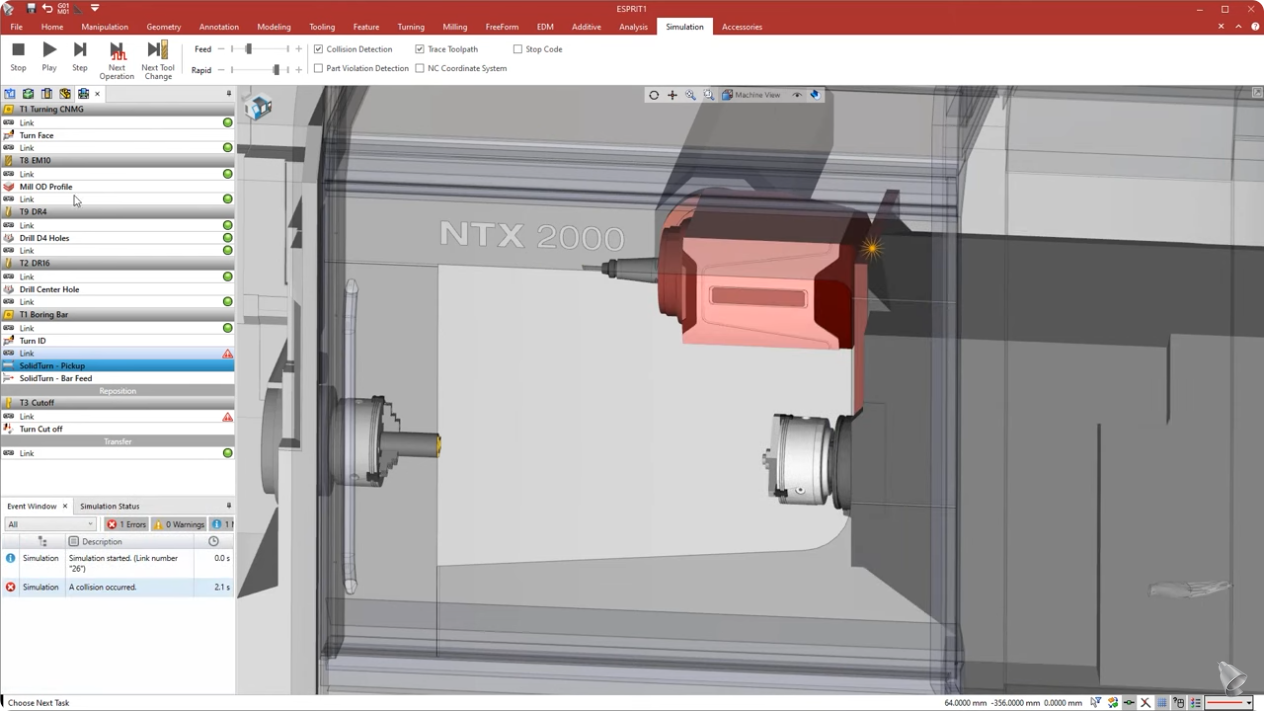 G01
M01
ESPRIT1
File Home Manipulation Geometry Annotation Modeling Tooling Feature Turning Milling FreeForm EDM Additive Analysis Simulation Accessories
Stop Play Step Next Operation Next Tool Change
Feed
Rapid
Collision Detection Trace Toolpath Stop Code
Part Violation Detection NC Coordinate System
Machine View
T1 Turning CNMG
Link
Turn Face
Link
T8 EM10
Link
Mill OD Profile
Link
T9 DR4
Link
Drill D4 Holes
Link
T2 DR16
Link
Drill Center Hole
Link
T1 Boring Bar
Link
Turn ID
Link
SolidTurn - Pickup
SolidTurn - Bar Feed
Reposition
T3 Cutoff
Link
Turn Cut off
Transfer
Link
NTX 2000
Event Window Simulation Status
All 1 Errors 0 Warnings 1
Description
Simulation Simulation started. (Link number 0.0 s
"26")
Simulation A collision occurred. 2.1 s
Choose Next Task
64.0000 mm -356.0000 mm 0.0000 mm